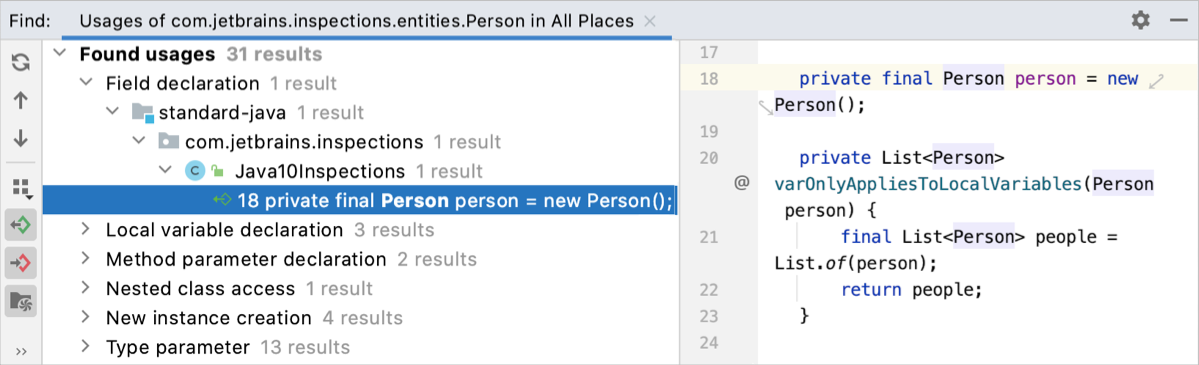 Find: Usages of com.jetbrains.inspections.entities.Person in All Places
Found usages 31 results
Field declaration 1 result
standard-java 1 result
com.jetbrains.inspections 1 result
C Java10Inspections 1 result
18 private final Person person = new Person();
Local variable declaration 3 results
Method parameter declaration 2 results
Nested class access 1 result
New instance creation 4 results
Type parameter 13 results
17
18 private final Person person = new
Person();
19
20 private List<Person>
@ varOnlyAppliesToLocalVariables(Person
person) {
21 final List<Person> people =
List.of(person);
22 return people;
23 }
24